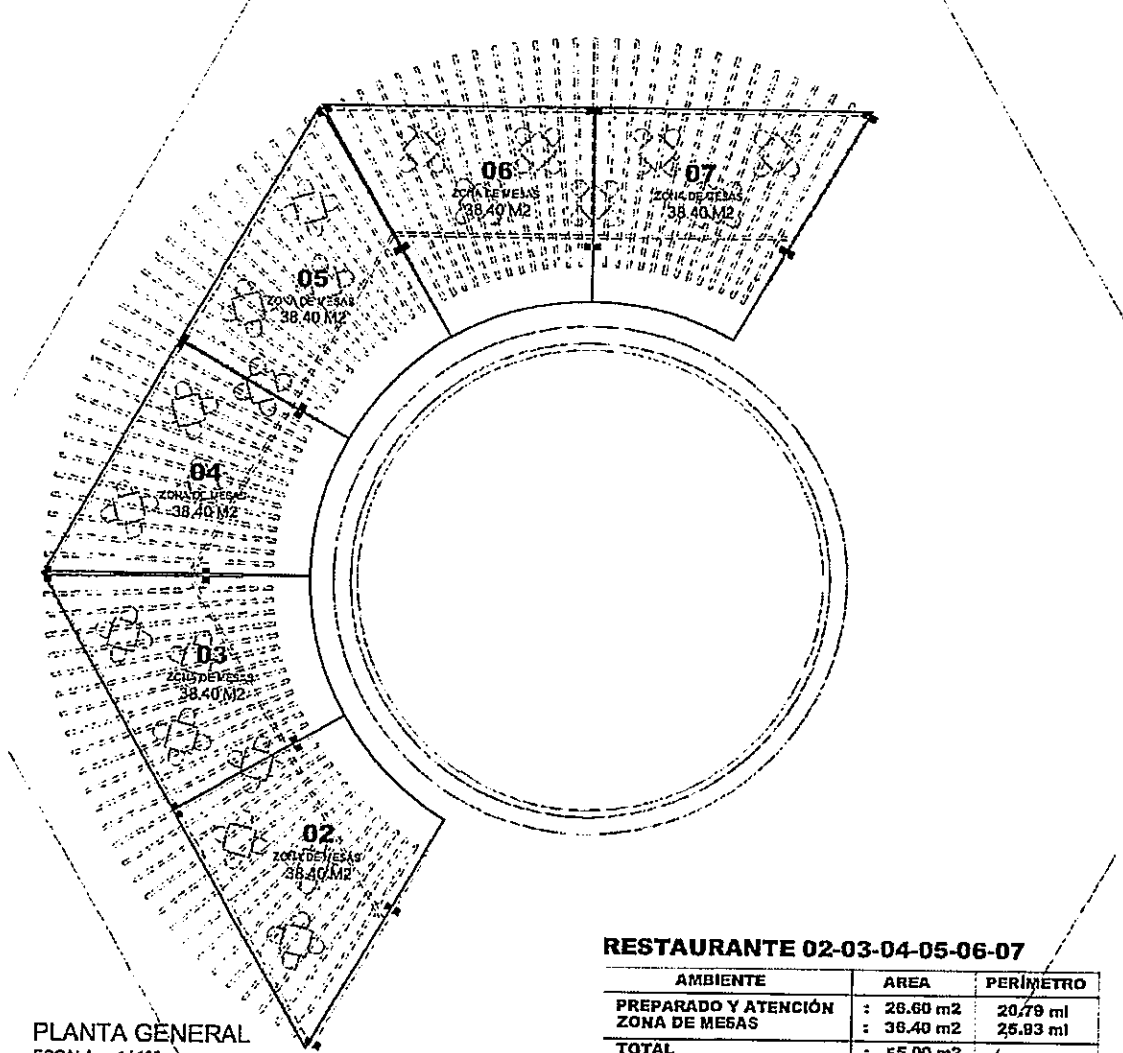 06
ZONA DE MESAS
38.40 M2
07
ZONA DE MESAS
38.40 M2
05
ZONA DE MESAS
38.40 M2
04
ZONA DE MESAS
38.40 M2
03
ZONA DE MESAS
38.40 M2
02
ZONA DE MESAS
38.40 M2
RESTAURANTE 02-03-04-05-06-07
AMBIENTE AREA PERÍMETRO
PREPARADO Y ATENCIÓN : 26.60 m2 20.79 ml
ZONA DE MESAS : 36.40 m2 25.93 ml
TOTAL :
PLANTA GENERAL